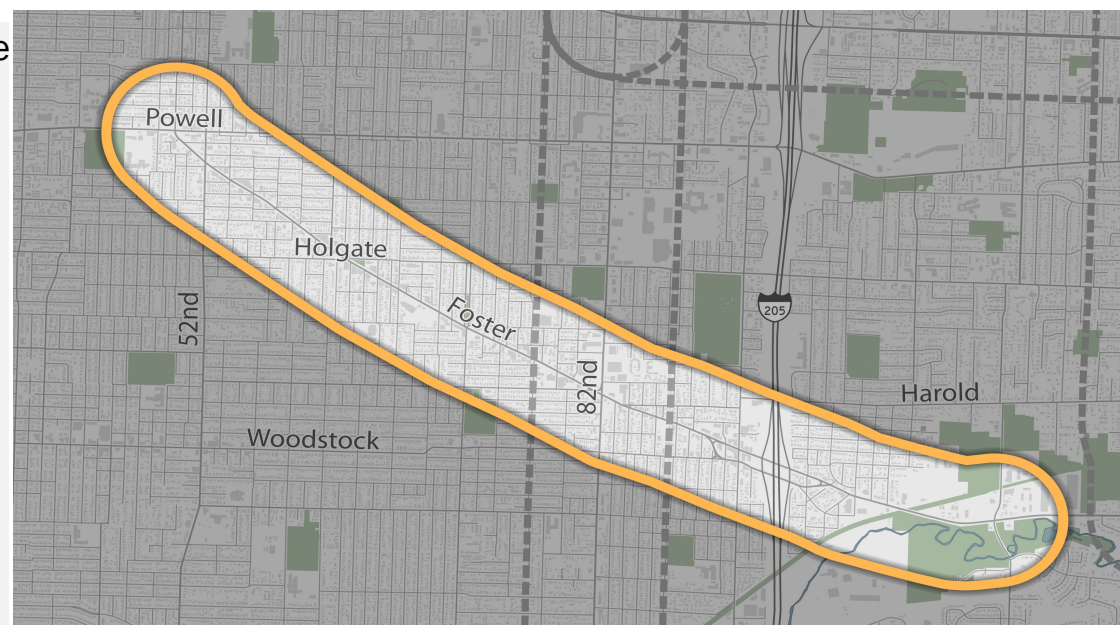 e
Powell
Holgate
Foster
52nd
82nd
205
Harold
Woodstock